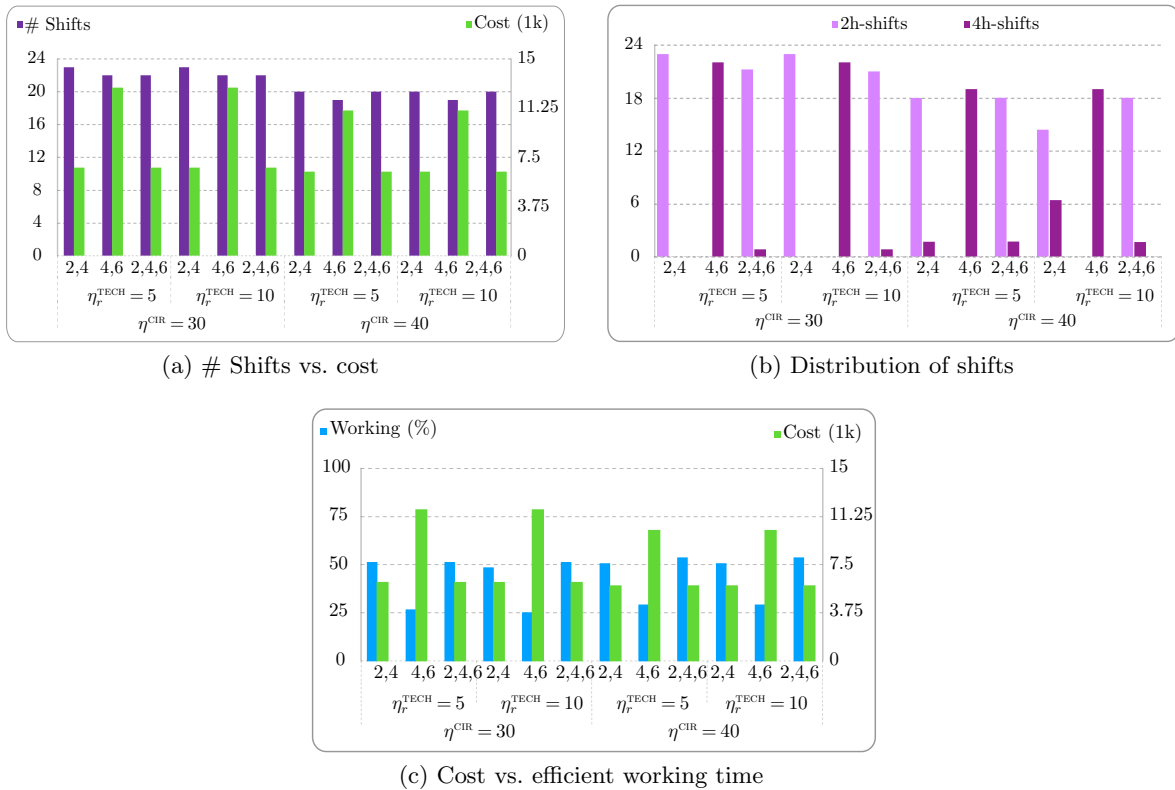 # Shifts Cost (1k)
24 15
20 11.25
16
12 7.5
8 3.75
4
0 0
2,4 4,6 2,4,6 2,4 4,6 2,4,6 2,4 4,6 2,4,6 2,4 4,6 2,4,6
η_r^TECH = 5 η_r^TECH = 10 η_r^TECH = 5 η_r^TECH = 10
η^CIR = 30 η^CIR = 40
(a) # Shifts vs. cost
2h-shifts 4h-shifts
24
18
12
6
0
2,4 4,6 2,4,6 2,4 4,6 2,4,6 2,4 4,6 2,4,6 2,4 4,6 2,4,6
η_r^TECH = 5 η_r^TECH = 10 η_r^TECH = 5 η_r^TECH = 10
η^CIR = 30 η^CIR = 40
(b) Distribution of shifts
Working (%) Cost (1k)
100 15
75 11.25
50 7.5
25 3.75
0 0
2,4 4,6 2,4,6 2,4 4,6 2,4,6 2,4 4,6 2,4,6 2,4 4,6 2,4,6
η_r^TECH = 5 η_r^TECH = 10 η_r^TECH = 5 η_r^TECH = 10
η^CIR = 30 η^CIR = 40
(c) Cost vs. efficient working time